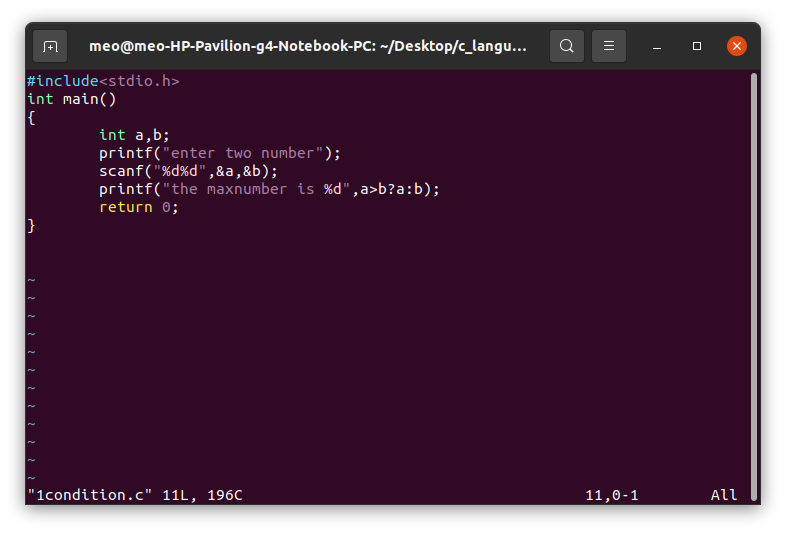 meo@meo-HP-Pavilion-g4-Notebook-PC: ~/Desktop/c_langu...
#include<stdio.h>
int main()
{
        int a,b;
        printf("enter two number");
        scanf("%d%d",&a,&b);
        printf("the maxnumber is %d",a>b?a:b);
        return 0;
}
~
~
~
~
~
~
~
~
~
~
~
~
"1condition.c" 11L, 196C 11,0-1 All